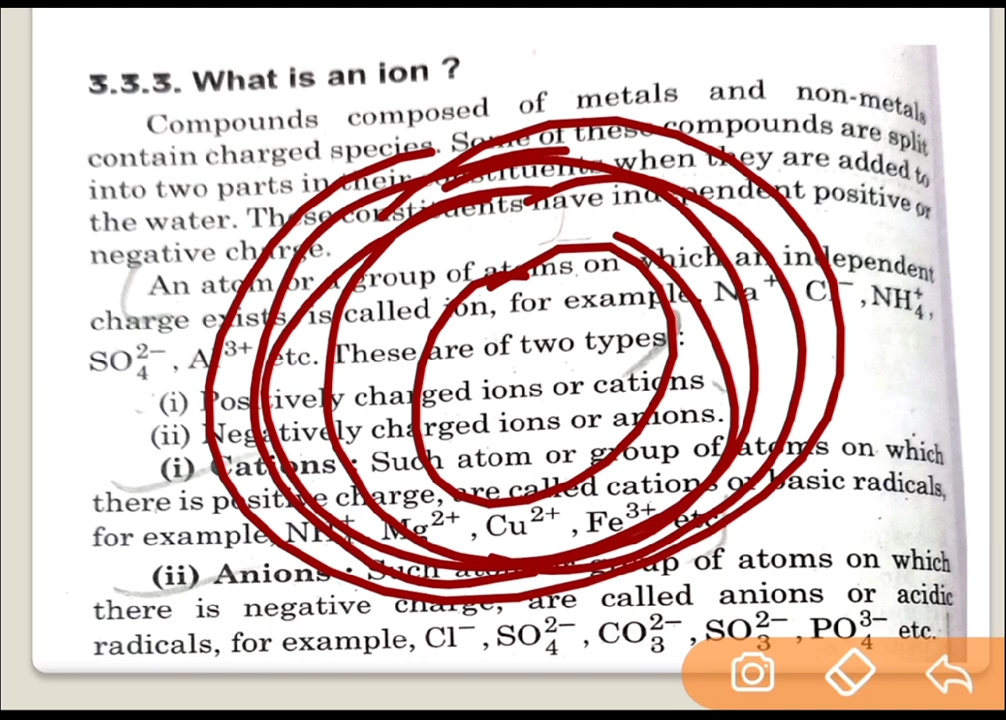 3.3.3. What is an ion ?
Compounds composed of metals and non-metals
contain charged species. Some of these compounds are split
into two parts in their constituents when they are added to
the water. These constituents have independent positive or
negative charge.
An atom or a group of atoms on which an independent
charge exists, is called ion, for example, Na⁺, Cl⁻, NH₄⁺,
SO₄²⁻, Al³⁺ etc. These are of two types :
(i) Positively charged ions or cations
(ii) Negatively charged ions or anions.
(i) Cations : Such atom or group of atoms on which
there is positive charge, are called cations or basic radicals,
for example, NH₄⁺, Mg²⁺, Cu²⁺, Fe³⁺ etc.
(ii) Anions : Such atom or group of atoms on which
there is negative charge, are called anions or acidic
radicals, for example, Cl⁻, SO₄²⁻, CO₃²⁻, SO₃²⁻, PO₄³⁻ etc.